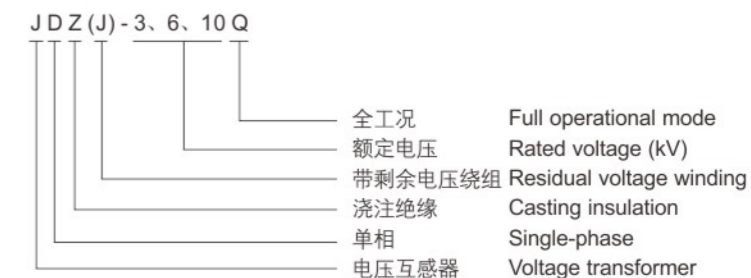 JDZ(J)-3、6、10Q
全工况 Full operational mode
额定电压 Rated voltage (kV)
带剩余电压绕组 Residual voltage winding
浇注绝缘 Casting insulation
单相 Single-phase
电压互感器 Voltage transformer